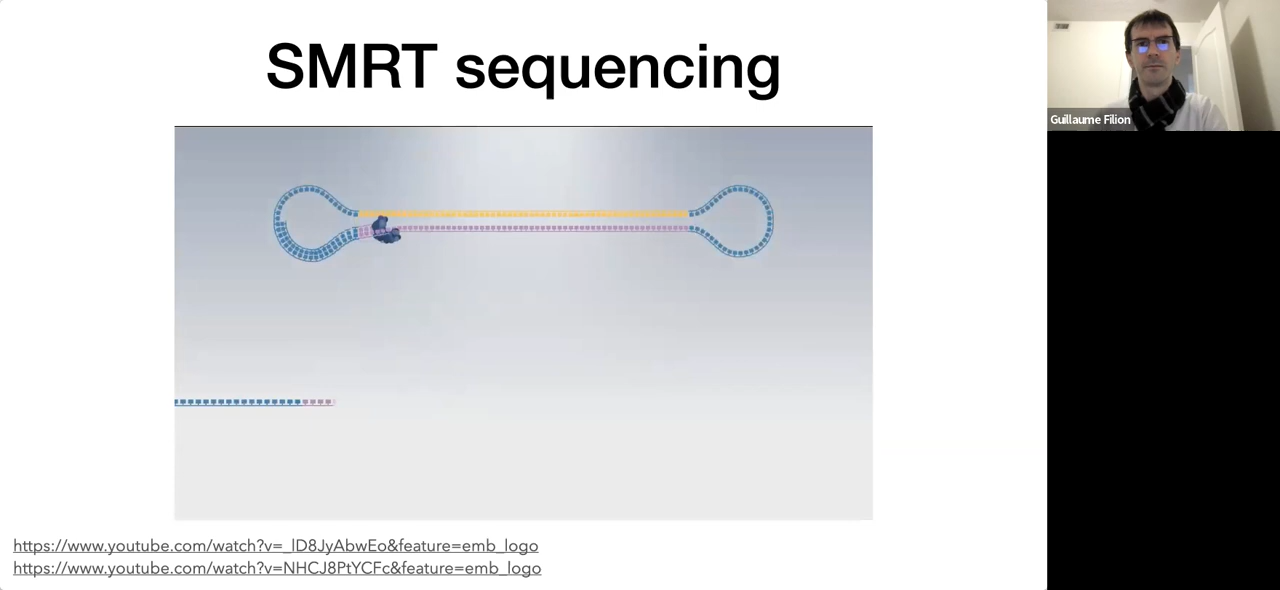 SMRT sequencing
Guillaume Filion
https://www.youtube.com/watch?v=_lD8JyAbwEo&feature=emb_logo
https://www.youtube.com/watch?v=NHCJ8PtYCFc&feature=emb_logo